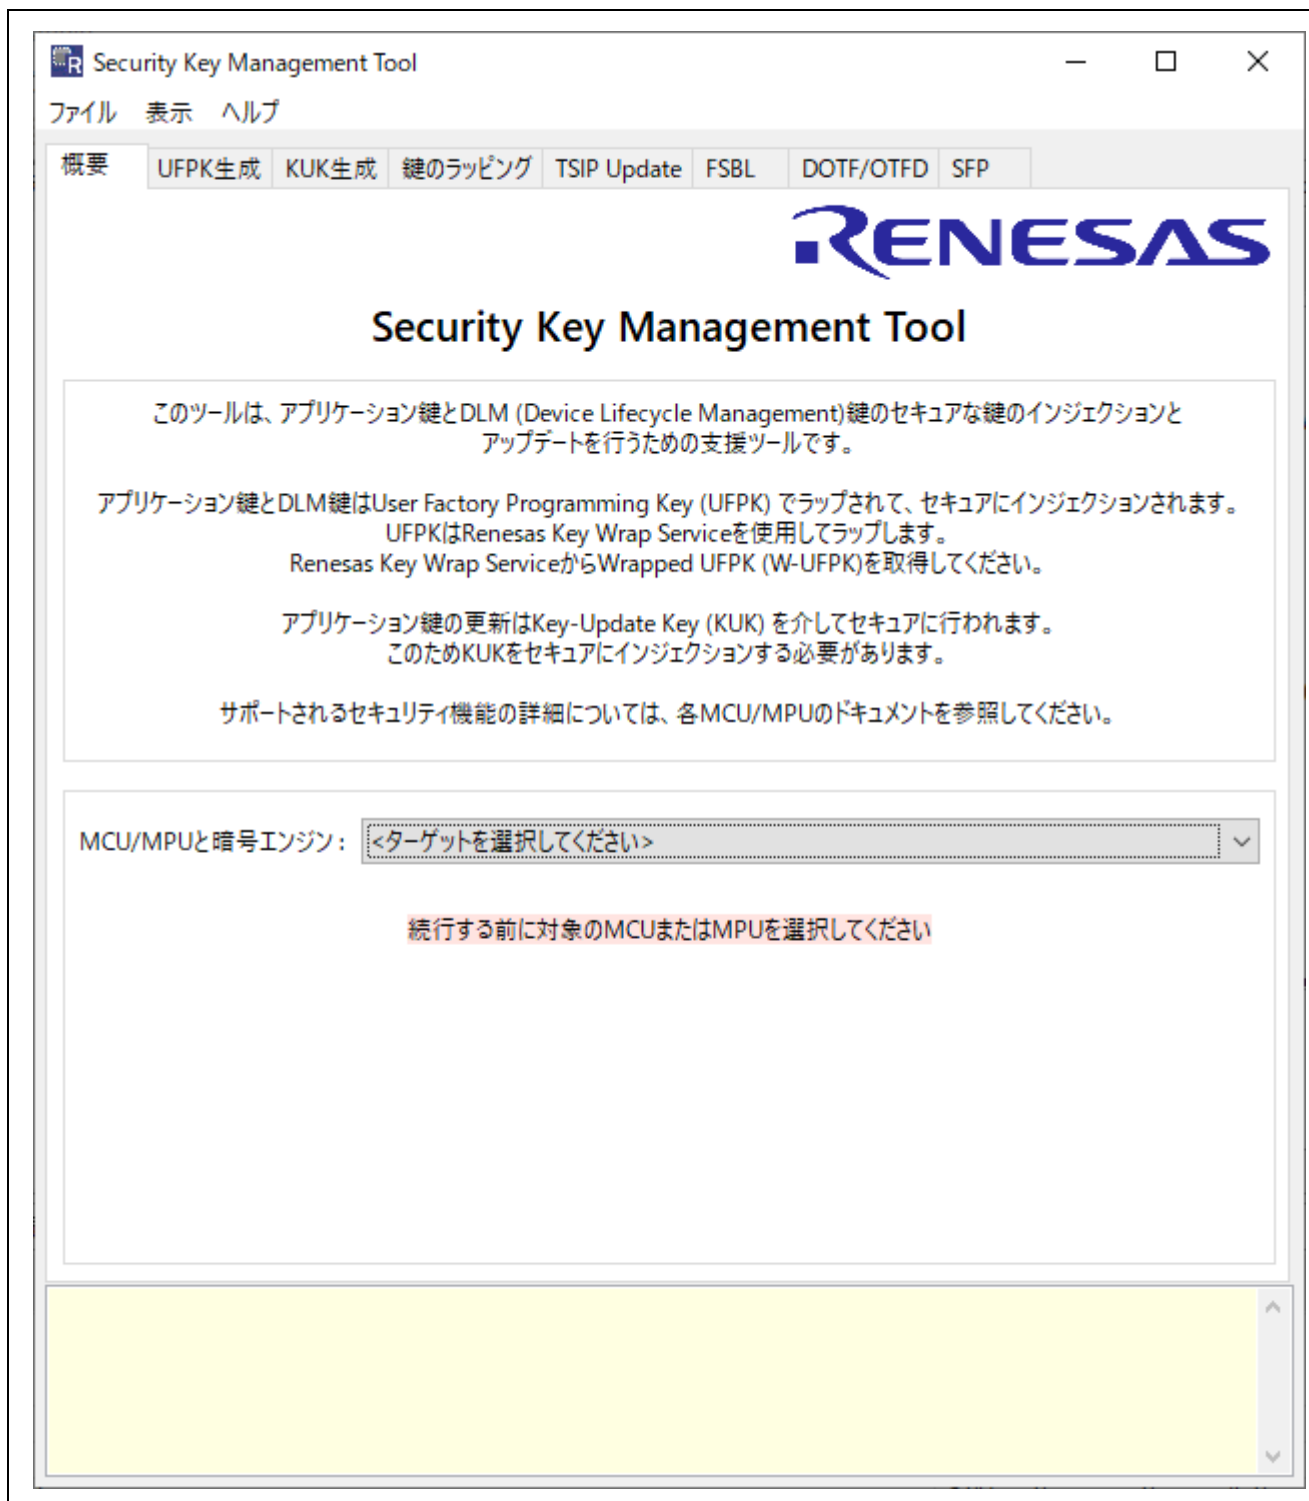 Security Key Management Tool
ファイル 表示 ヘルプ
概要 UFPK生成 KUK生成 鍵のラッピング TSIP Update FSBL DOTF/OTFD SFP
RENESAS
Security Key Management Tool
このツールは、アプリケーション鍵とDLM (Device Lifecycle Management)鍵のセキュアな鍵のインジェクションと
アップデートを行うための支援ツールです。
アプリケーション鍵とDLM鍵はUser Factory Programming Key (UFPK) でラップされて、セキュアにインジェクションされます。
UFPKはRenesas Key Wrap Serviceを使用してラップします。
Renesas Key Wrap ServiceからWrapped UFPK (W-UFPK)を取得してください。
アプリケーション鍵の更新はKey-Update Key (KUK) を介してセキュアに行われます。
このためKUKをセキュアにインジェクションする必要があります。
サポートされるセキュリティ機能の詳細については、各MCU/MPUのドキュメントを参照してください。
MCU/MPUと暗号エンジン : <ターゲットを選択してください>
続行する前に対象のMCUまたはMPUを選択してください